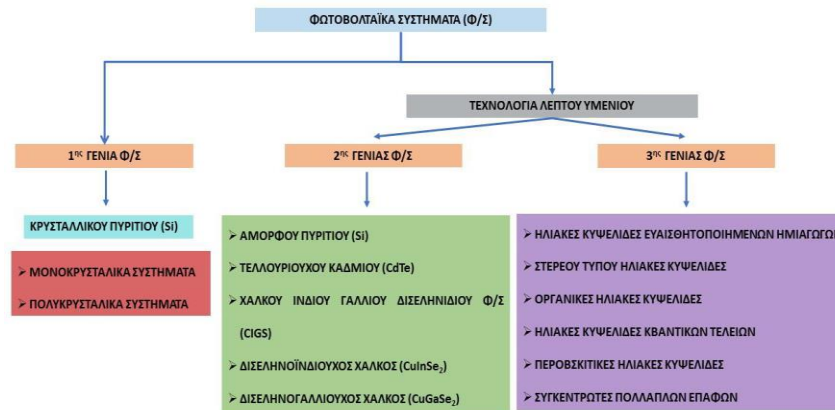 ΦΩΤΟΒΟΛΤΑΪΚΑ ΣΥΣΤΗΜΑΤΑ (Φ/Σ)
ΤΕΧΝΟΛΟΓΙΑ ΛΕΠΤΟΥ ΥΜΕΝΙΟΥ
1ης ΓΕΝΙΑ Φ/Σ
2ης ΓΕΝΙΑΣ Φ/Σ
3ης ΓΕΝΙΑΣ Φ/Σ
ΚΡΥΣΤΑΛΛΙΚΟΥ ΠΥΡΙΤΙΟΥ (Si)
➢ ΜΟΝΟΚΡΥΣΤΑΛΙΚΑ ΣΥΣΤΗΜΑΤΑ
➢ ΠΟΛΥΚΡΥΣΤΑΛΙΚΑ ΣΥΣΤΗΜΑΤΑ
➢ ΑΜΟΡΦΟΥ ΠΥΡΙΤΙΟΥ (Si)
➢ ΤΕΛΛΟΥΡΙΟΥΧΟΥ ΚΑΔΜΙΟΥ (CdTe)
➢ ΧΑΛΚΟΥ ΙΝΔΙΟΥ ΓΑΛΛΙΟΥ ΔΙΣΕΛΗΝΙΔΙΟΥ Φ/Σ
(CIGS)
➢ ΔΙΣΕΛΗΝΟΪΝΔΙΟΥΧΟΣ ΧΑΛΚΟΣ (CuInSe₂)
➢ ΔΙΣΕΛΗΝΟΓΑΛΛΙΟΥΧΟΣ ΧΑΛΚΟΣ (CuGaSe₂)
➢ ΗΛΙΑΚΕΣ ΚΥΨΕΛΙΔΕΣ ΕΥΑΙΣΘΗΤΟΠΟΙΗΜΕΝΩΝ ΗΜΙΑΓΩΓΩΝ
➢ ΣΤΕΡΕΟΥ ΤΥΠΟΥ ΗΛΙΑΚΕΣ ΚΥΨΕΛΙΔΕΣ
➢ ΟΡΓΑΝΙΚΕΣ ΗΛΙΑΚΕΣ ΚΥΨΕΛΙΔΕΣ
➢ ΗΛΙΑΚΕΣ ΚΥΨΕΛΙΔΕΣ ΚΒΑΝΤΙΚΩΝ ΤΕΛΕΙΩΝ
➢ ΠΕΡΟΒΣΚΙΤΙΚΕΣ ΗΛΙΑΚΕΣ ΚΥΨΕΛΙΔΕΣ
➢ ΣΥΓΚΕΝΤΡΩΤΕΣ ΠΟΛΛΑΠΛΩΝ ΕΠΑΦΩΝ